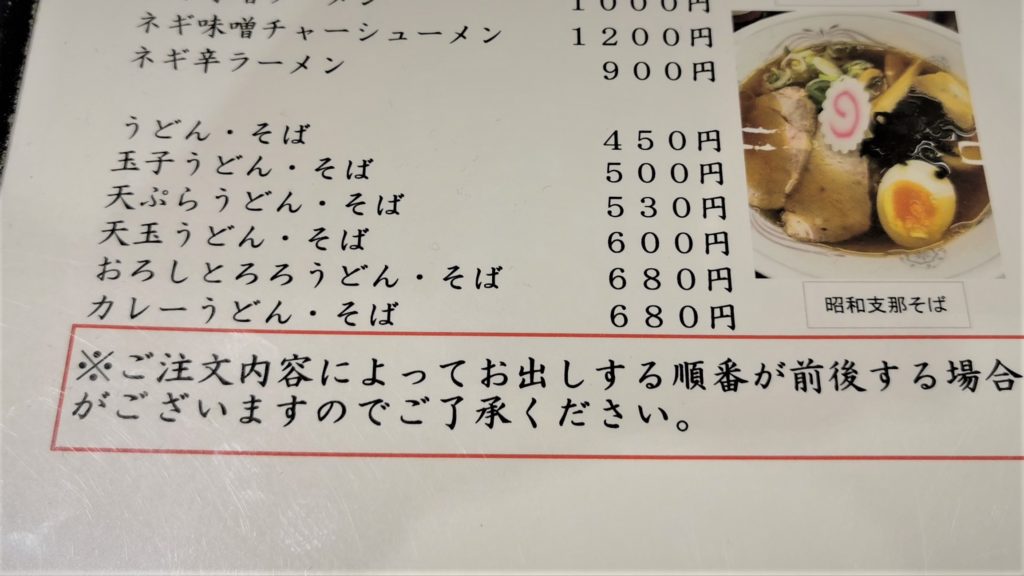 1000円
ネギ味噌チャーシューメン 1200円
ネギ辛ラーメン 900円
うどん・そば 450円
玉子うどん・そば 500円
天ぷらうどん・そば 530円
天玉うどん・そば 600円
おろしとろろうどん・そば 680円
カレーうどん・そば 680円
昭和支那そば
※ご注文内容によってお出しする順番が前後する場合
がございますのでご了承ください。